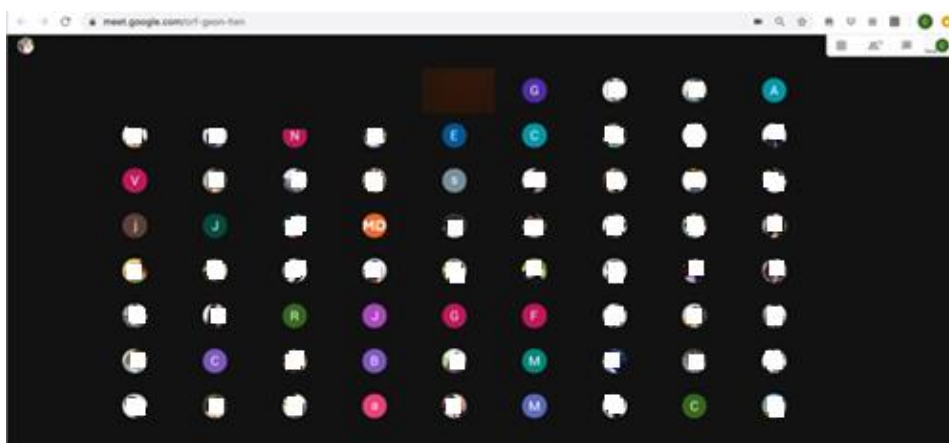 meet.google.com/
G A
N E C
V s
j J MD
R J G F
C B M
a M C